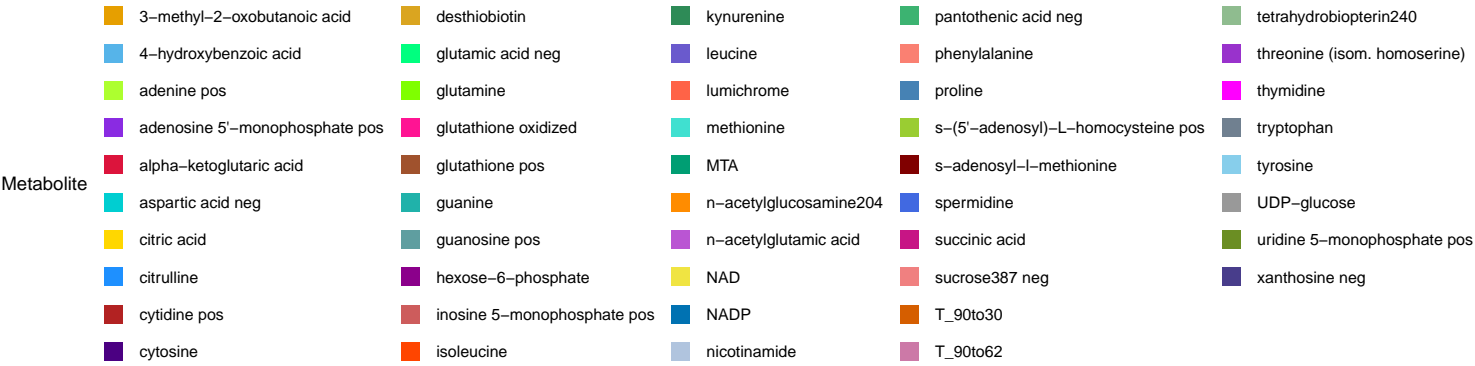 Metabolite
3−methyl−2−oxobutanoic acid
4−hydroxybenzoic acid
adenine pos
adenosine 5'−monophosphate pos
alpha−ketoglutaric acid
aspartic acid neg
citric acid
citrulline
cytidine pos
cytosine
desthiobiotin
glutamic acid neg
glutamine
glutathione oxidized
glutathione pos
guanine
guanosine pos
hexose−6−phosphate
inosine 5−monophosphate pos
isoleucine
kynurenine
leucine
lumichrome
methionine
MTA
n−acetylglucosamine204
n−acetylglutamic acid
NAD
NADP
nicotinamide
pantothenic acid neg
phenylalanine
proline
s−(5'−adenosyl)−L−homocysteine pos
s−adenosyl−l−methionine
spermidine
succinic acid
sucrose387 neg
T_90to30
T_90to62
tetrahydrobiopterin240
threonine (isom. homoserine)
thymidine
tryptophan
tyrosine
UDP−glucose
uridine 5−monophosphate pos
xanthosine neg